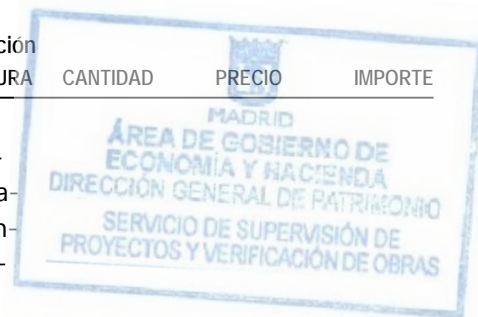 ción
URA CANTIDAD PRECIO IMPORTE
MADRID
ÁREA DE GOBIERNO DE
ECONOMÍA Y HACIENDA
DIRECCIÓN GENERAL DE PATRIMONIO
SERVICIO DE SUPERVISIÓN DE
PROYECTOS Y VERIFICACIÓN DE OBRAS
a-
n-